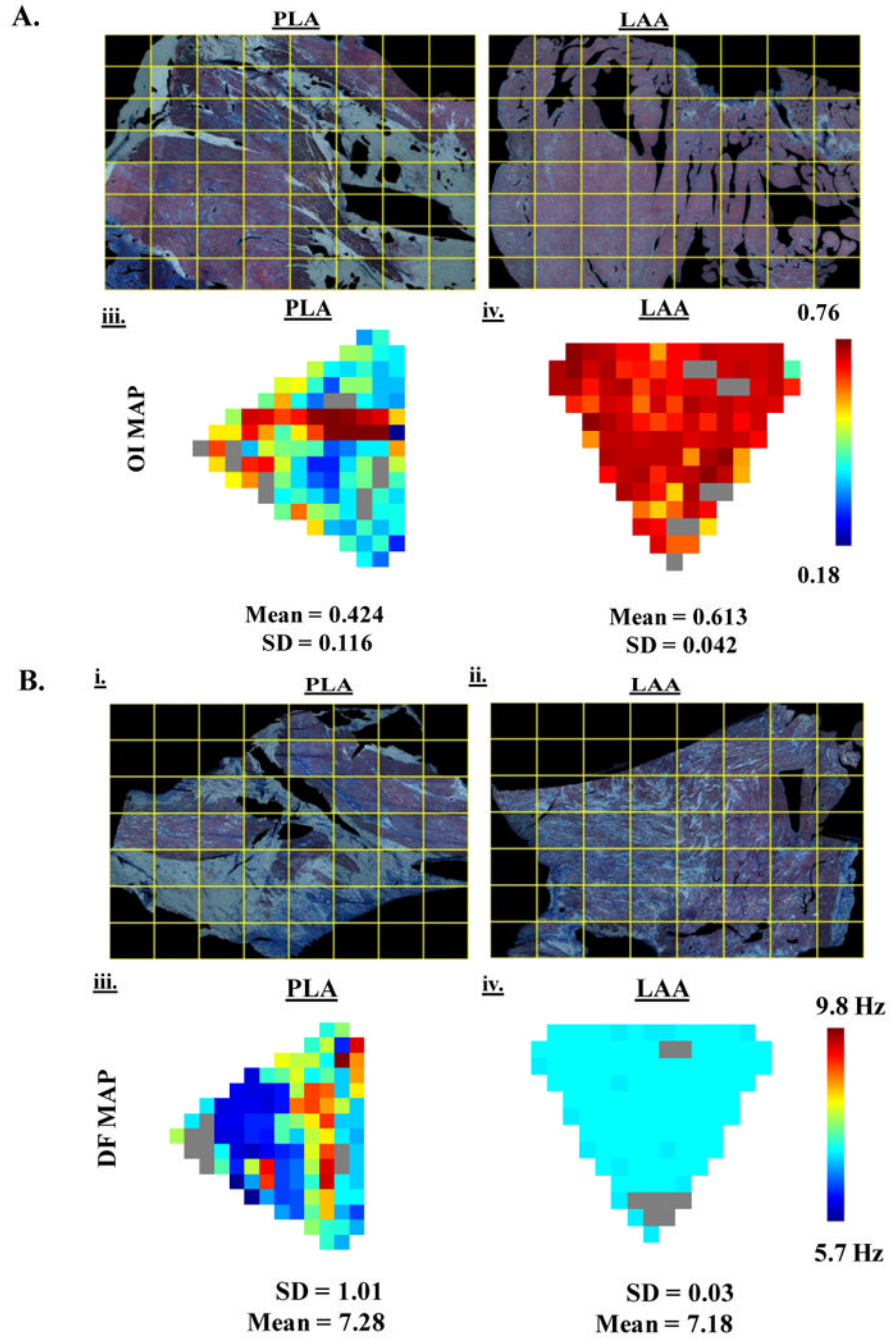 A.
PLA
LAA
iii.
PLA
iv.
LAA
0.76
OI MAP
0.18
Mean = 0.424
SD = 0.116
Mean = 0.613
SD = 0.042
B.
i.
PLA
ii.
LAA
iii.
PLA
iv.
LAA
9.8 Hz
DF MAP
5.7 Hz
SD = 1.01
Mean = 7.28
SD = 0.03
Mean = 7.18